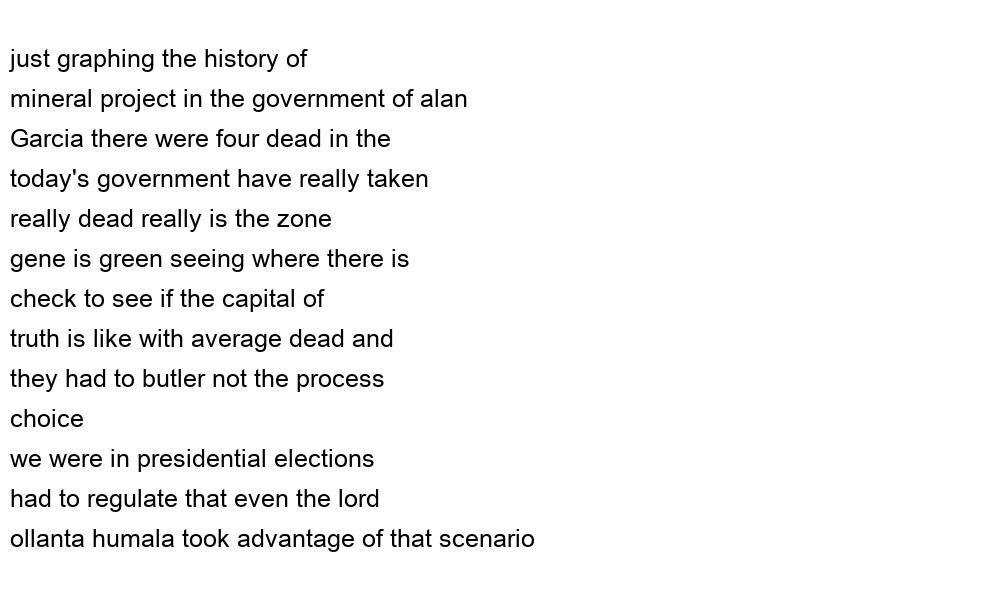 just graphing the history of
mineral project in the government of alan
Garcia there were four dead in the
today's government have really taken
really dead really is the zone
gene is green seeing where there is
check to see if the capital of
truth is like with average dead and
they had to butler not the process
choice
we were in presidential elections
had to regulate that even the lord
ollanta humala took advantage of that scenario